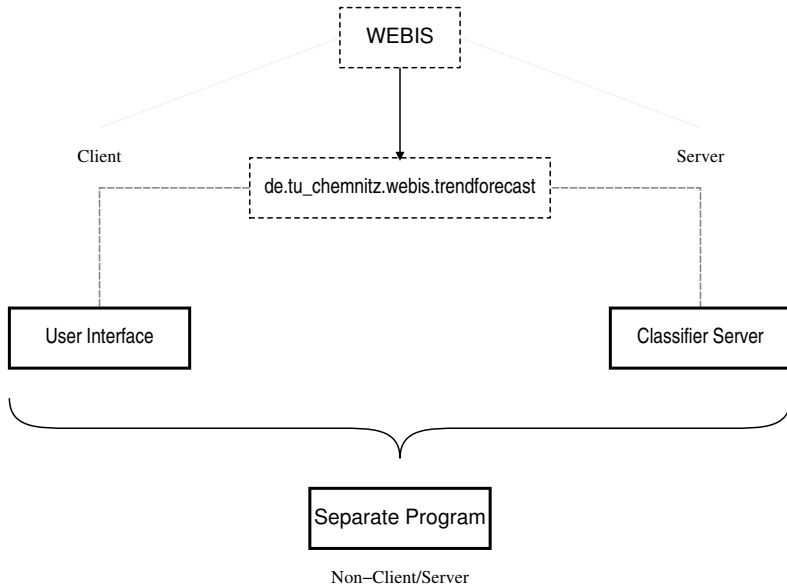 WEBIS
Client
Server
de.tu_chemnitz.webis.trendforecast
User Interface
Classifier Server
Separate Program
Non−Client/Server